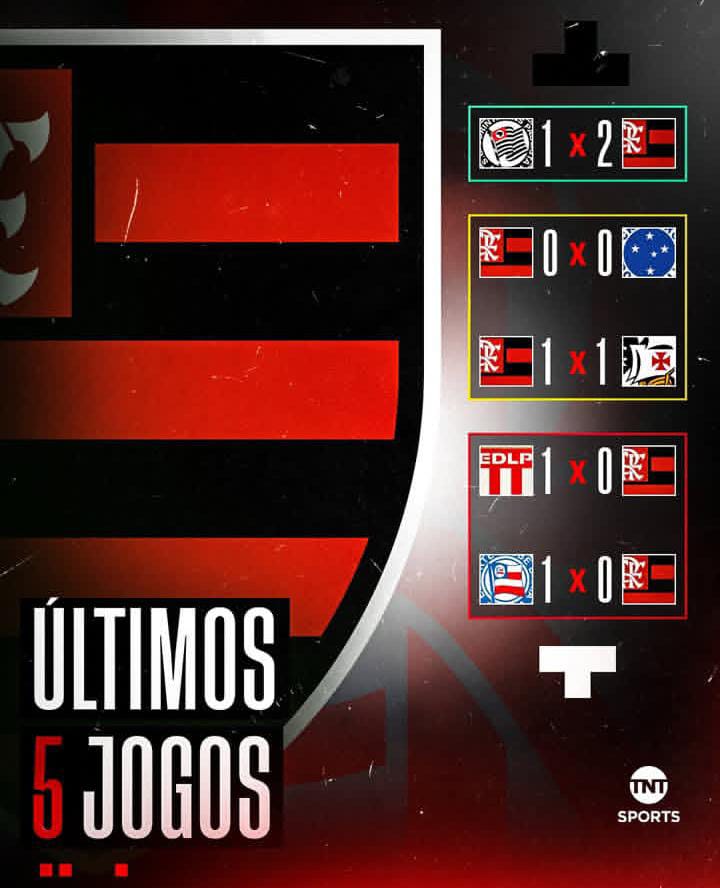 1 x 2
0 x 0
1 x 1
EDLP
1 x 0
1 x 0
ÚLTIMOS
5 JOGOS
TNT
SPORTS